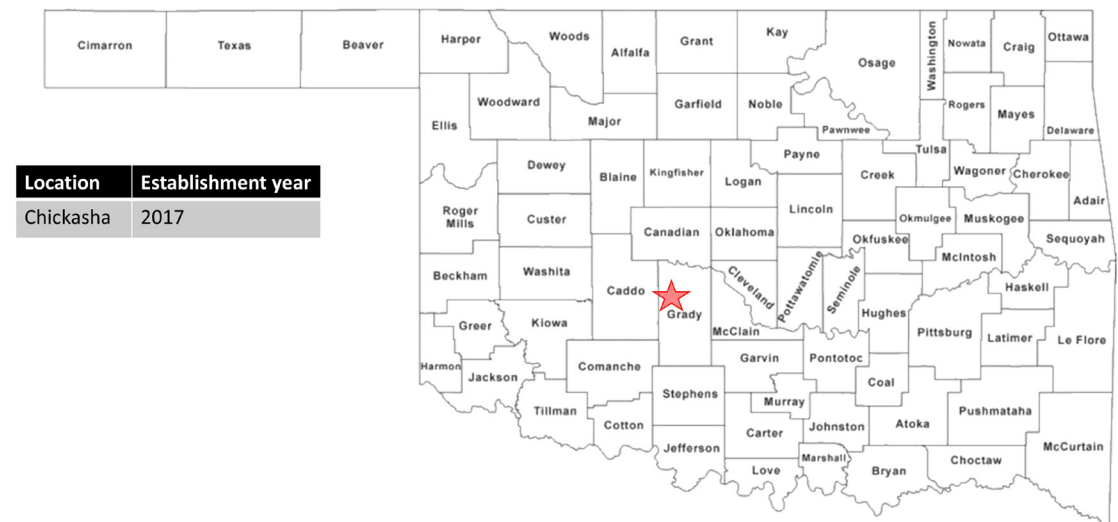 Cimarron Texas Beaver Harper Woods Alfalfa Grant Kay Osage Washington Nowata Craig Ottawa
Woodward Major Garfield Noble Pawnwee Rogers Mayes Delaware
Ellis
Location Establishment year
Chickasha 2017
Dewey Blaine Kingfisher Logan Payne Creek Tulsa Wagoner Cherokee Adair
Roger
Mills
Custer Canadian Oklahoma Lincoln Okmulgee Muskogee Sequoyah
Okfuskee McIntosh
Beckham Washita Caddo Grady Cleveland Pottawatomie Seminole Hughes Haskell
Greer Kiowa McClain Pittsburg Latimer Le Flore
Harmon Jackson Comanche Garvin Pontotoc Coal
Tillman Cotton Stephens Murray Carter Johnston Atoka Pushmataha McCurtain
Jefferson Love Marshall Bryan Choctaw